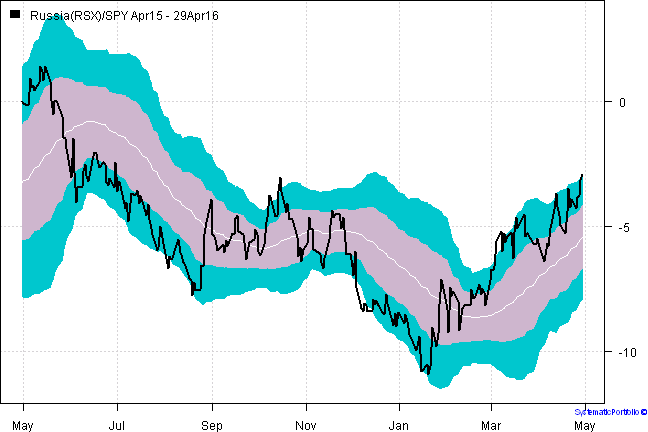 Russia(RSX)/SPY Apr15 - 29Apr16
0
-5
-10
May Jul Sep Nov Jan Mar May
SystematicPortfolio ©